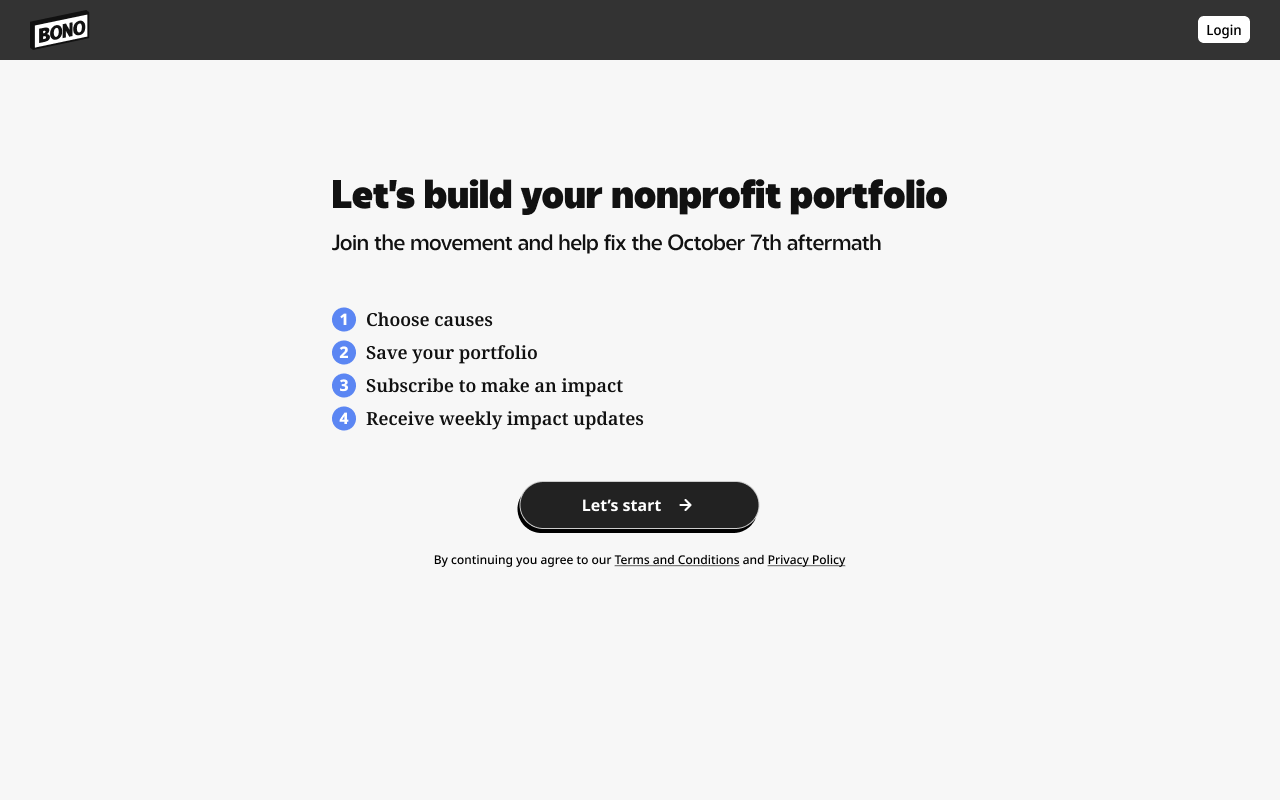 BONO
Login
Let's build your nonprofit portfolio
Join the movement and help fix the October 7th aftermath
1 Choose causes
2 Save your portfolio
3 Subscribe to make an impact
4 Receive weekly impact updates
Let’s start →
By continuing you agree to our Terms and Conditions and Privacy Policy